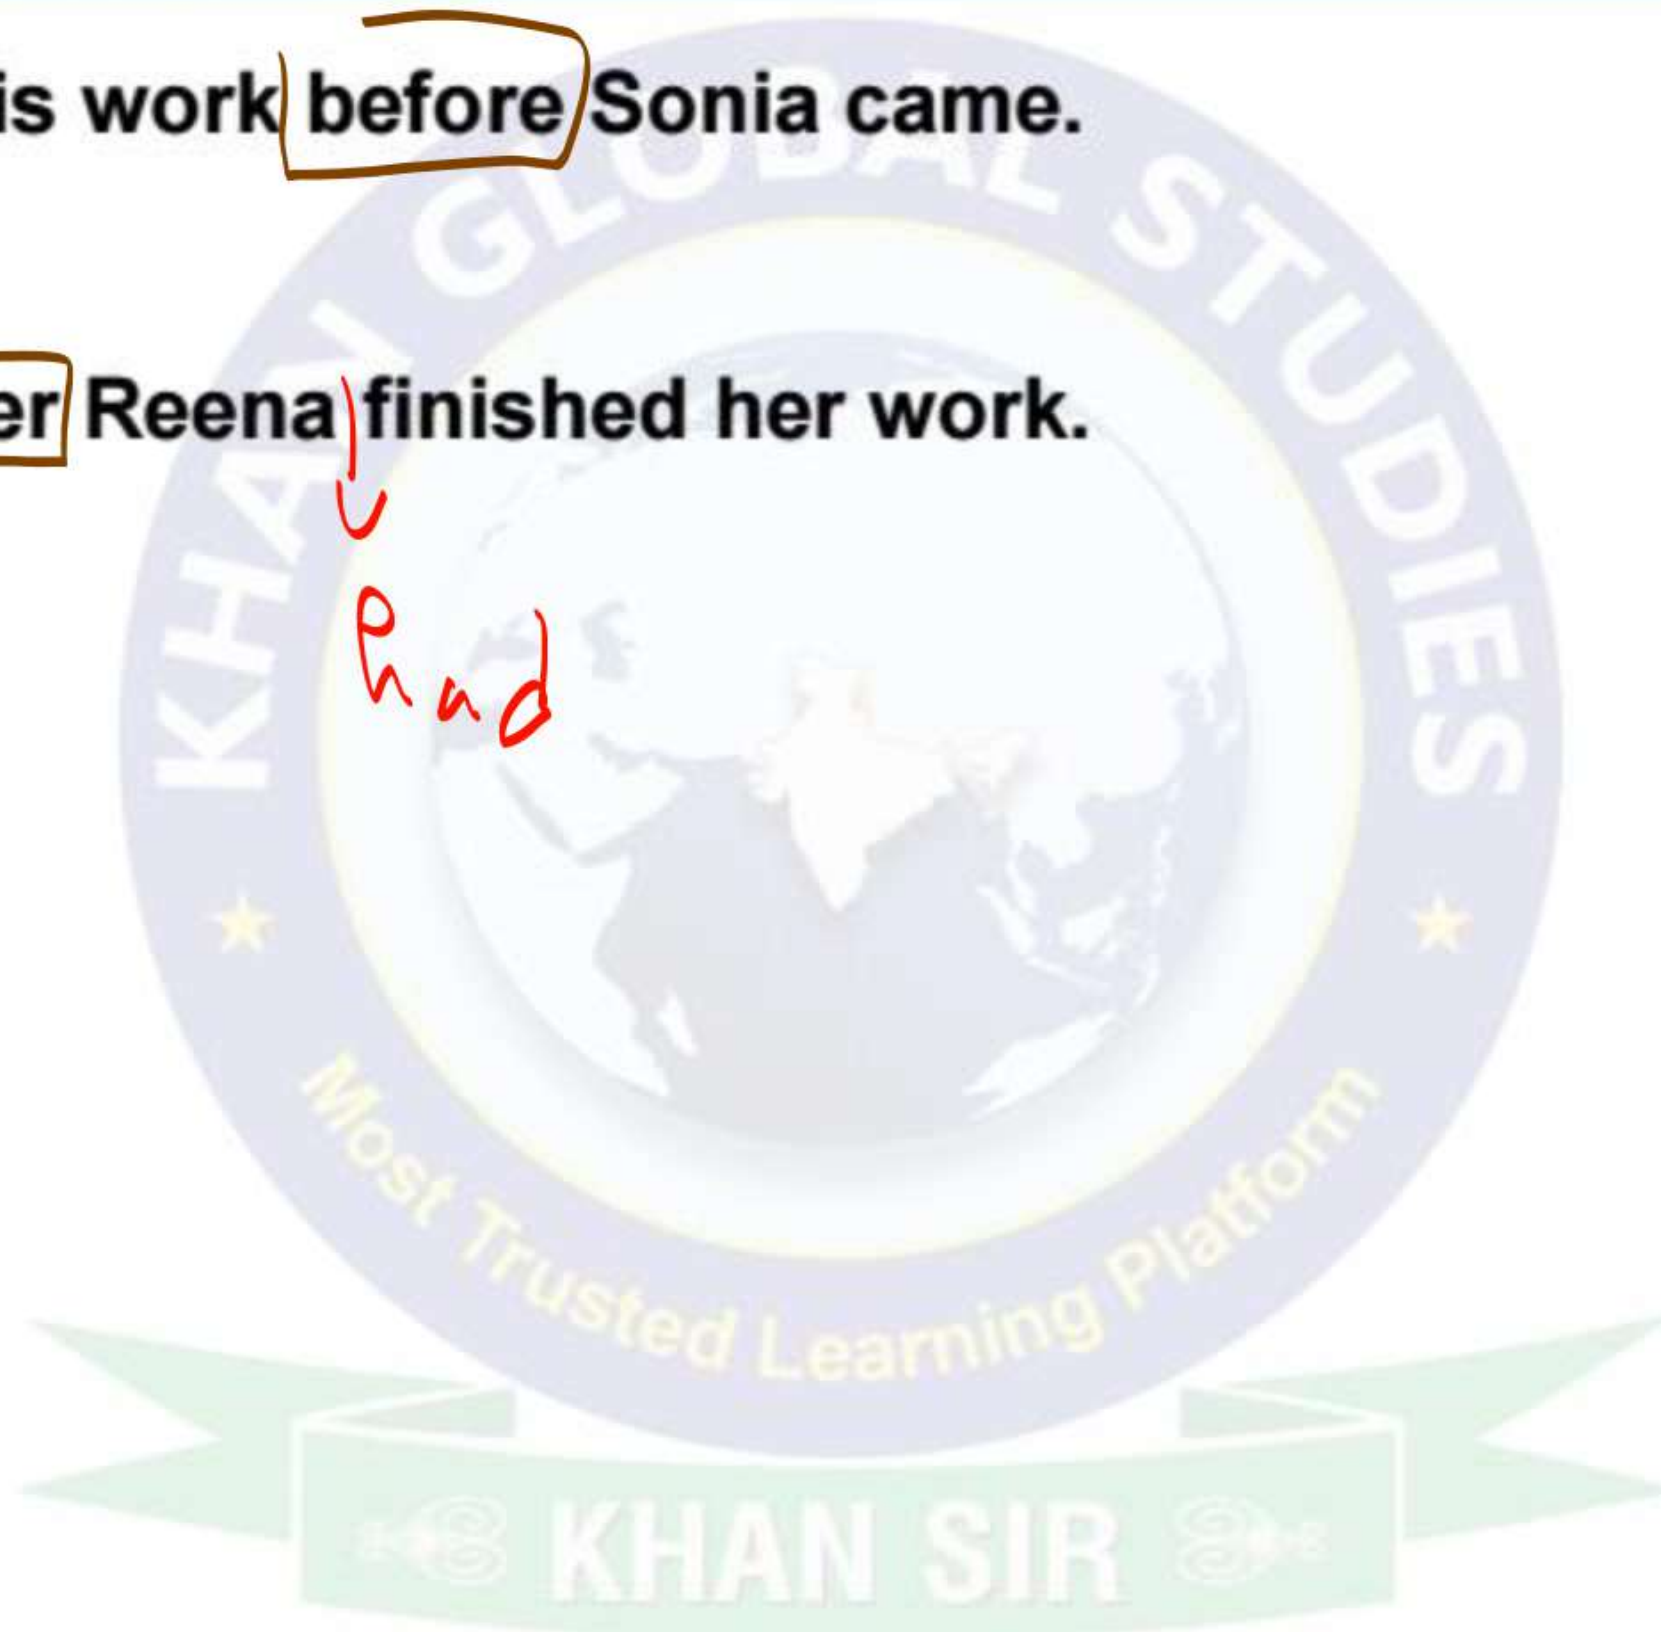 is work before Sonia came.
er Reena finished her work.
had
KHAN GLOBAL STUDIES
Most Trusted Learning Platform
KHAN SIR